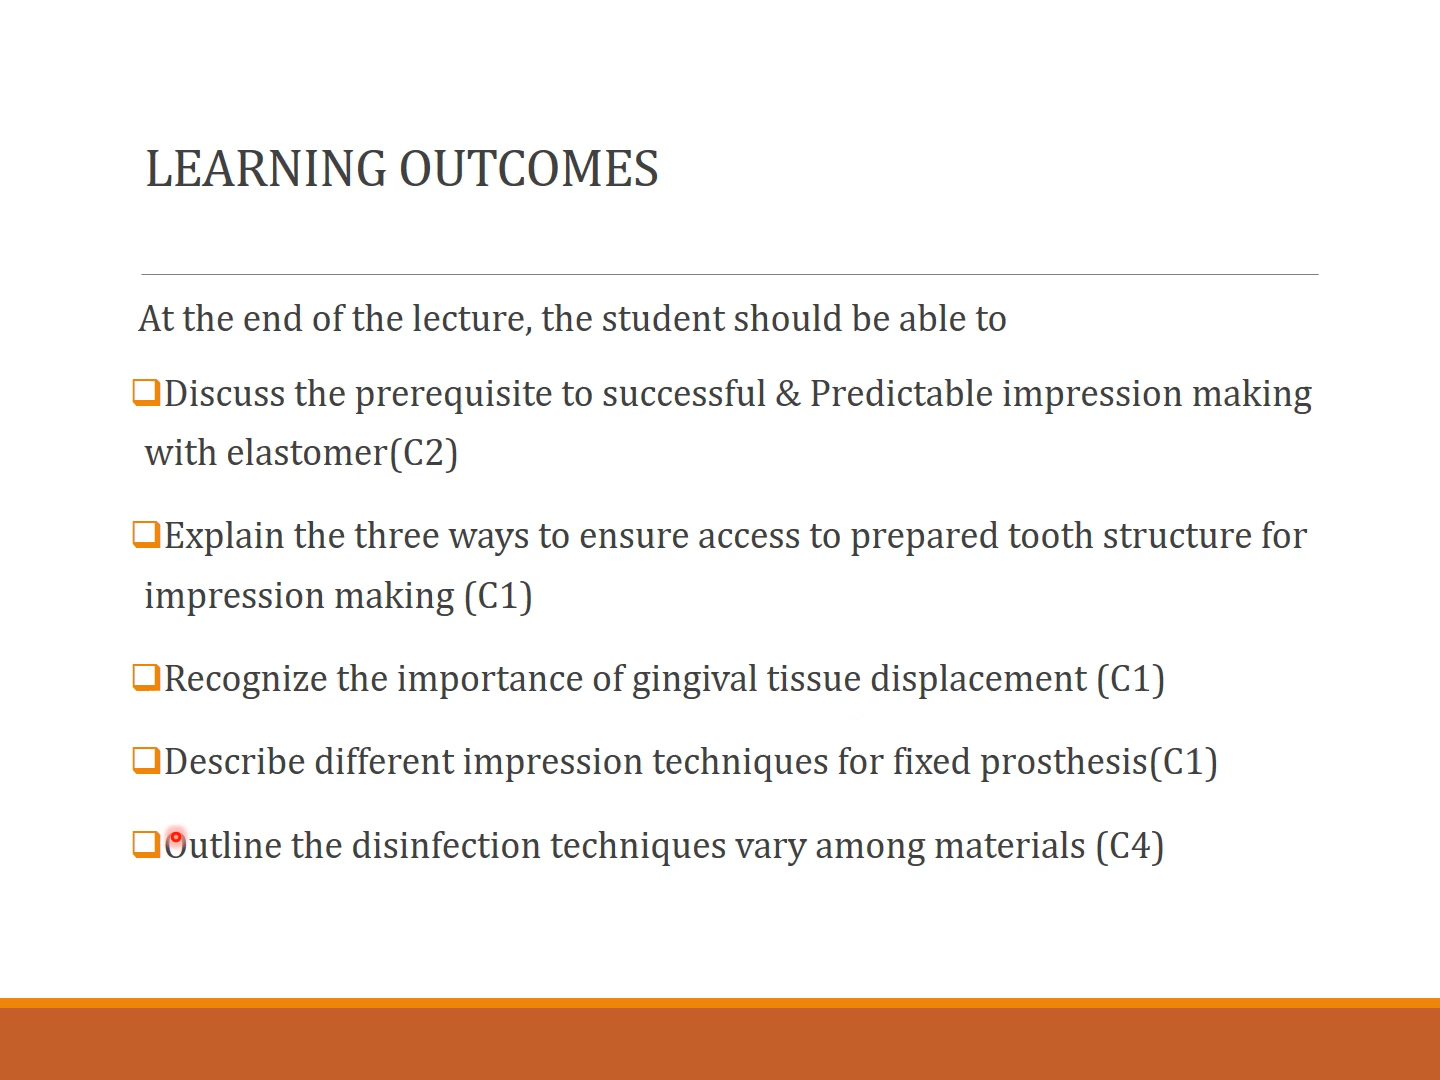 LEARNING OUTCOMES
At the end of the lecture, the student should be able to
Discuss the prerequisite to successful & Predictable impression making
with elastomer(C2)
Explain the three ways to ensure access to prepared tooth structure for
impression making (C1)
Recognize the importance of gingival tissue displacement (C1)
Describe different impression techniques for fixed prosthesis(C1)
Outline the disinfection techniques vary among materials (C4)